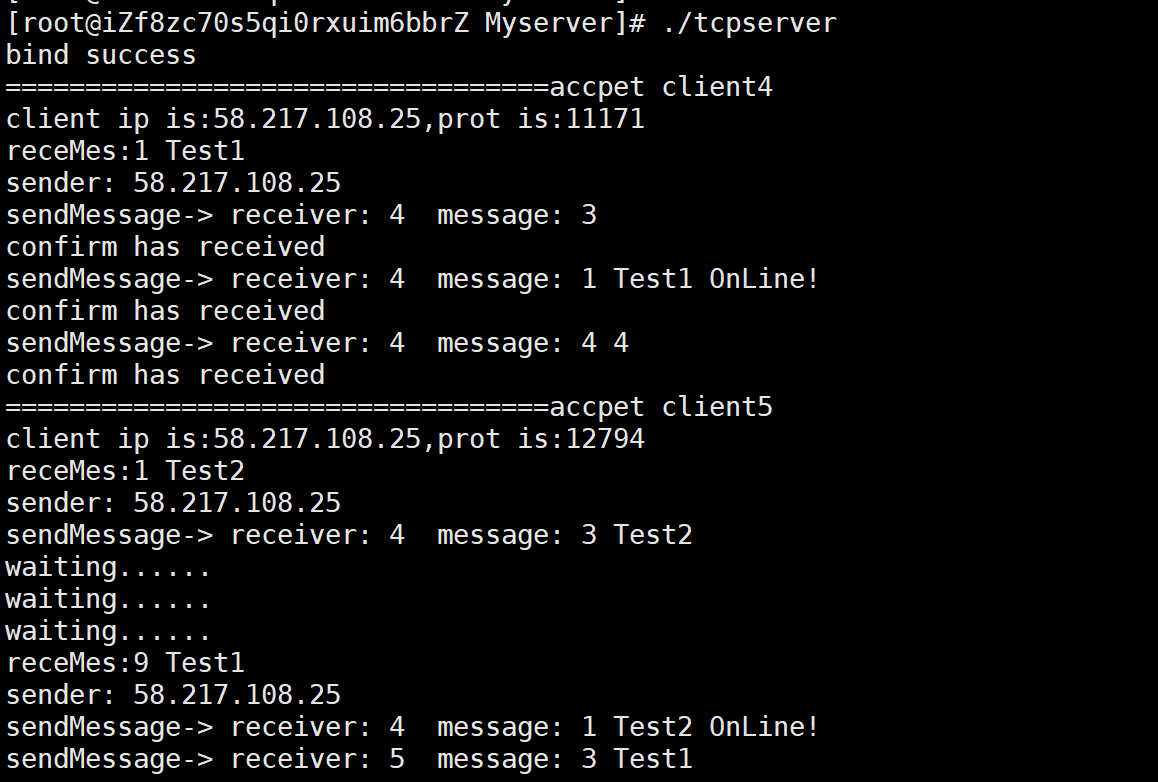 [root@iZf8zc70s5qi0rxuim6bbrZ Myserver]# ./tcpserver
bind success
==================================accpet client4
client ip is:58.217.108.25,prot is:11171
receMes:1 Test1
sender: 58.217.108.25
sendMessage-> receiver: 4  message: 3
confirm has received
sendMessage-> receiver: 4  message: 1 Test1 OnLine!
confirm has received
sendMessage-> receiver: 4  message: 4 4
confirm has received
==================================accpet client5
client ip is:58.217.108.25,prot is:12794
receMes:1 Test2
sender: 58.217.108.25
sendMessage-> receiver: 4  message: 3 Test2
waiting......
waiting......
waiting......
receMes:9 Test1
sender: 58.217.108.25
sendMessage-> receiver: 4  message: 1 Test2 OnLine!
sendMessage-> receiver: 5  message: 3 Test1